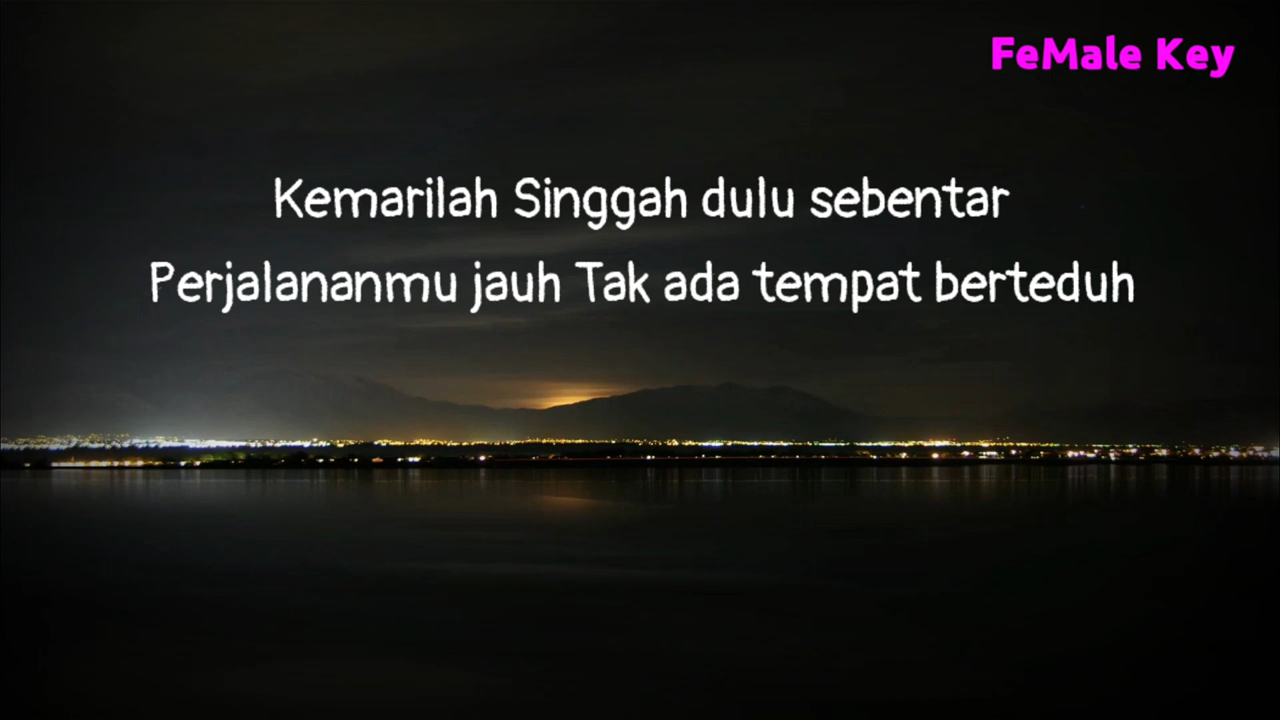 FeMale Key
Kemarilah Singgah dulu sebentar
Perjalananmu jauh Tak ada tempat berteduh